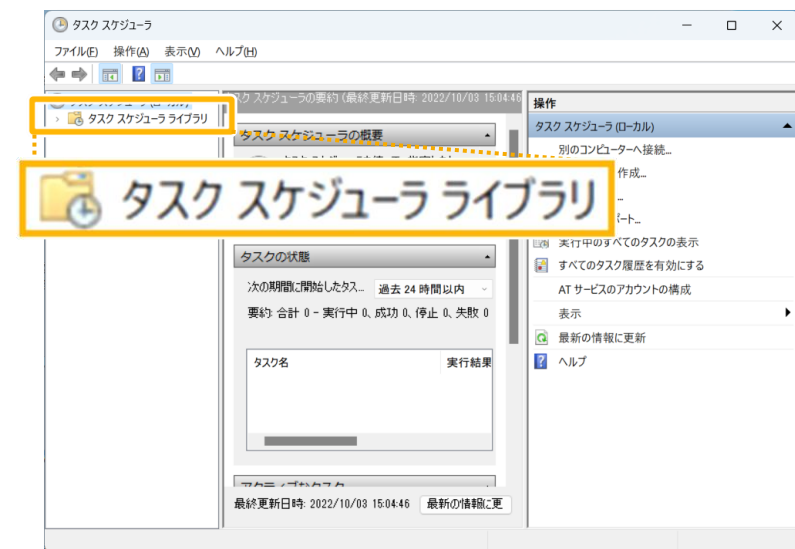 タスク スケジューラ
ファイル(F) 操作(A) 表示(V) ヘルプ(H)
タスク スケジューラ ライブラリ
スク スケジューラの要約 (最終更新日時: 2022/10/03 15:04:46
タスク スケジューラの概要
タスク スケジューラ ライブラリ
タスクの状態
次の期間に開始したタス...
過去 24 時間以内
要約: 合計 0 - 実行中 0、成功 0、停止 0、失敗 0
タスク名 実行結果
最終更新日時: 2022/10/03 15:04:46 最新の情報に更
操作
タスク スケジューラ (ローカル)
別のコンピューターへ接続...
作成...
...
ポート...
実行中のすべてのタスクの表示
すべてのタスク履歴を有効にする
AT サービスのアカウントの構成
表示
最新の情報に更新
ヘルプ